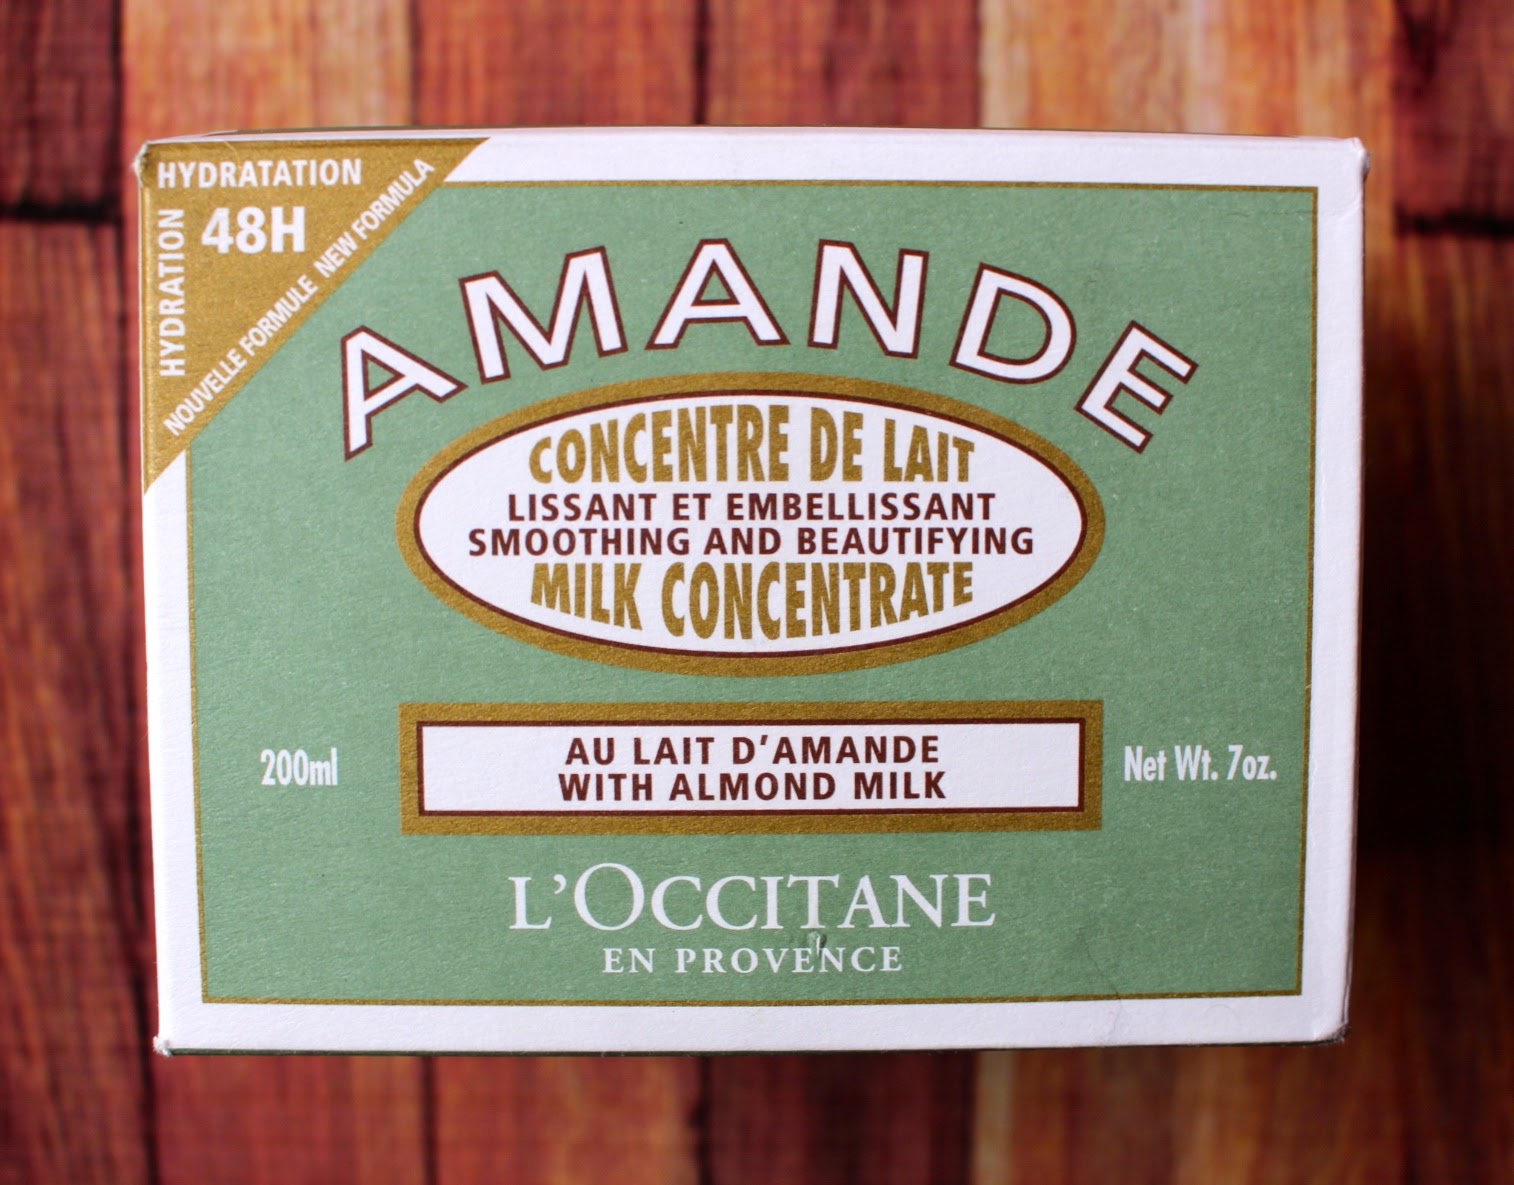 HYDRATATION
48H
HYDRATION
NOUVELLE FORMULE NEW FORMULA
AMANDE
CONCENTRE DE LAIT
LISSANT ET EMBELLISSANT
SMOOTHING AND BEAUTIFYING
MILK CONCENTRATE
AU LAIT D'AMANDE
WITH ALMOND MILK
200ml
Net Wt. 7oz.
L'OCCITANE
EN PROVENCE